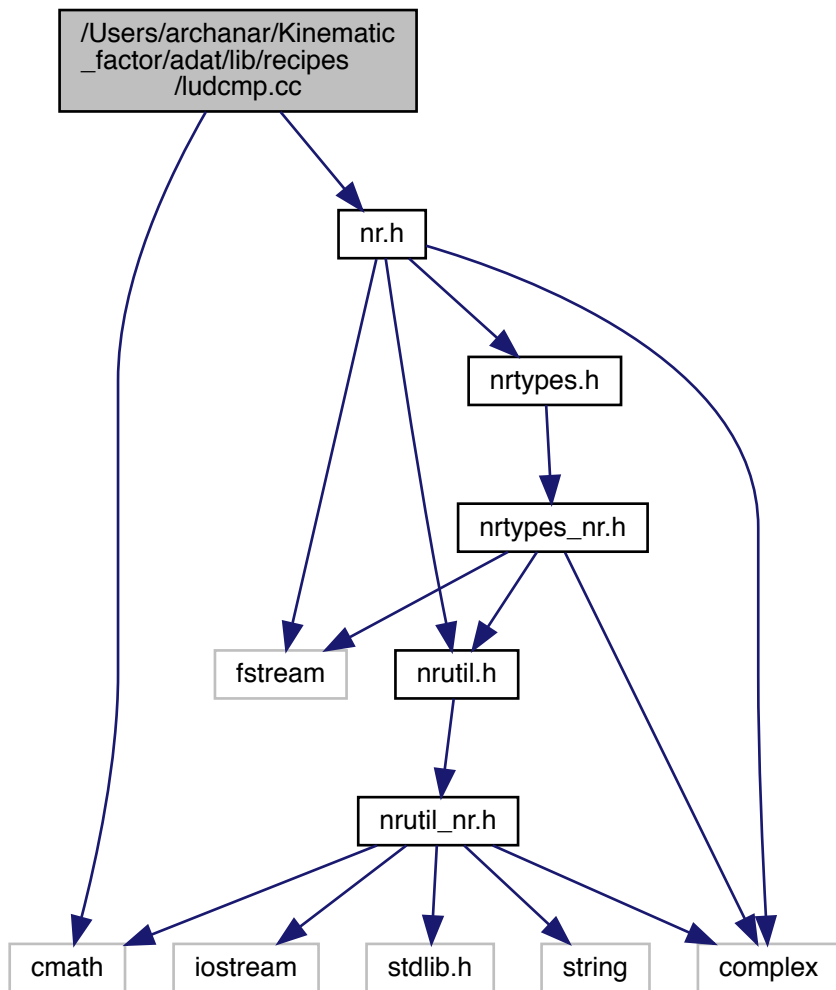 /Users/archanar/Kinematic
_factor/adat/lib/recipes
/ludcmp.cc
nr.h
nrtypes.h
nrtypes_nr.h
fstream
nrutil.h
nrutil_nr.h
cmath
iostream
stdlib.h
string
complex